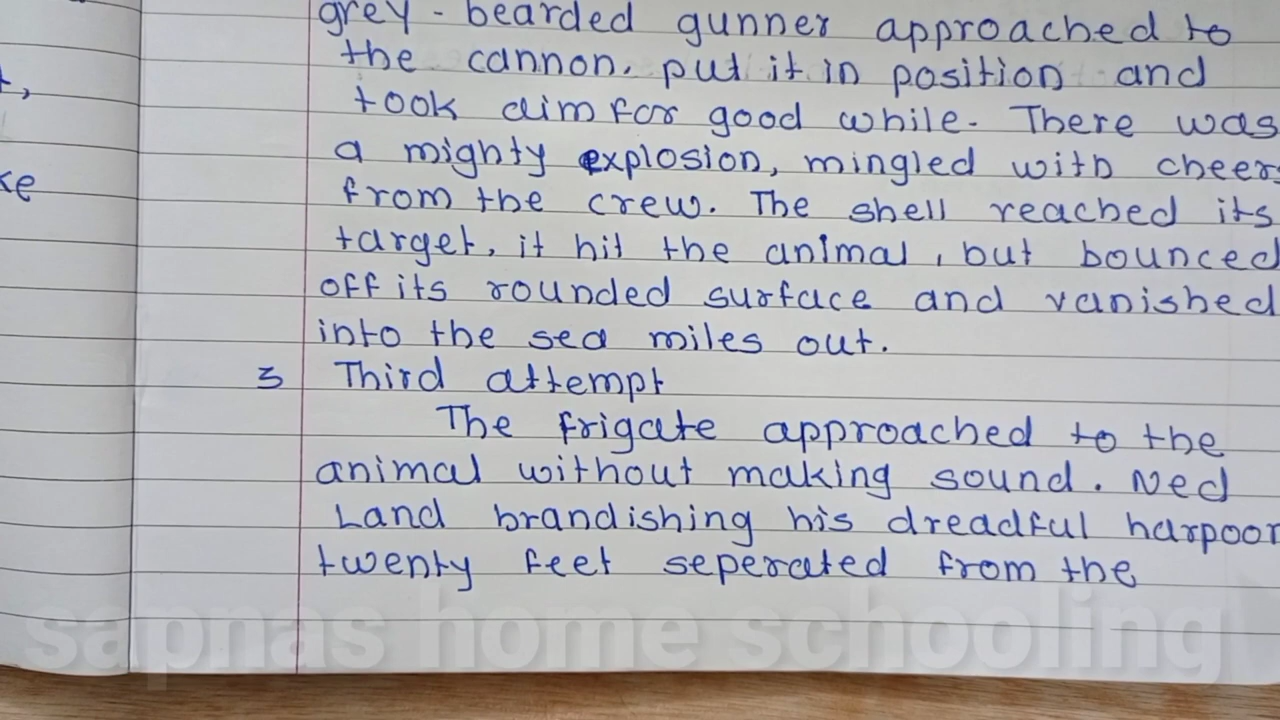 grey - bearded gunner approached to
the cannon, put it in position and
took aim for good while. There was
a mighty explosion, mingled with cheers
from the crew. The shell reached its
target, it hit the animal, but bounced
off its rounded surface and vanished
into the sea miles out.
3 Third attempt
The frigate approached to the
animal without making sound. Ned
Land brandishing his dreadful harpoon
twenty feet seperated from the
sapnas home schooling